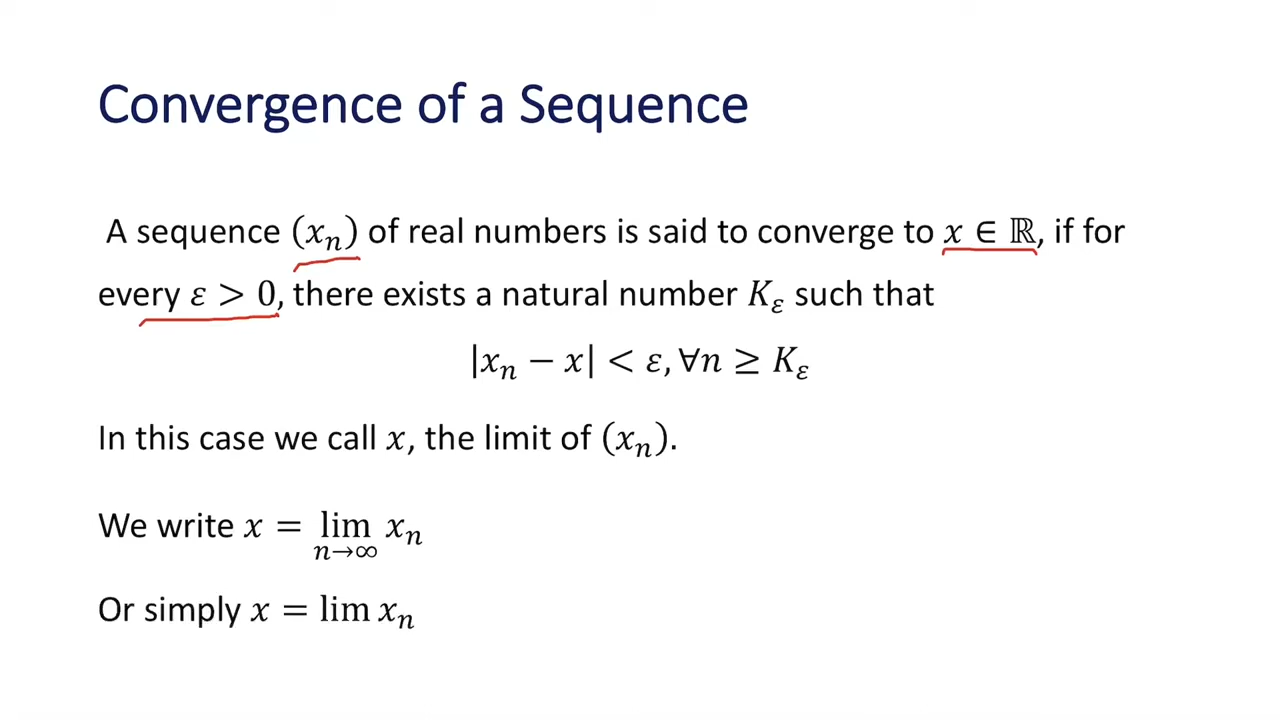 Convergence of a Sequence
A sequence (xₙ) of real numbers is said to converge to x ∈ ℝ, if for
every ε > 0, there exists a natural number K_ε such that
|xₙ − x| < ε, ∀n ≥ K_ε
In this case we call x, the limit of (xₙ).
We write x = lim_{n→∞} xₙ
Or simply x = lim xₙ